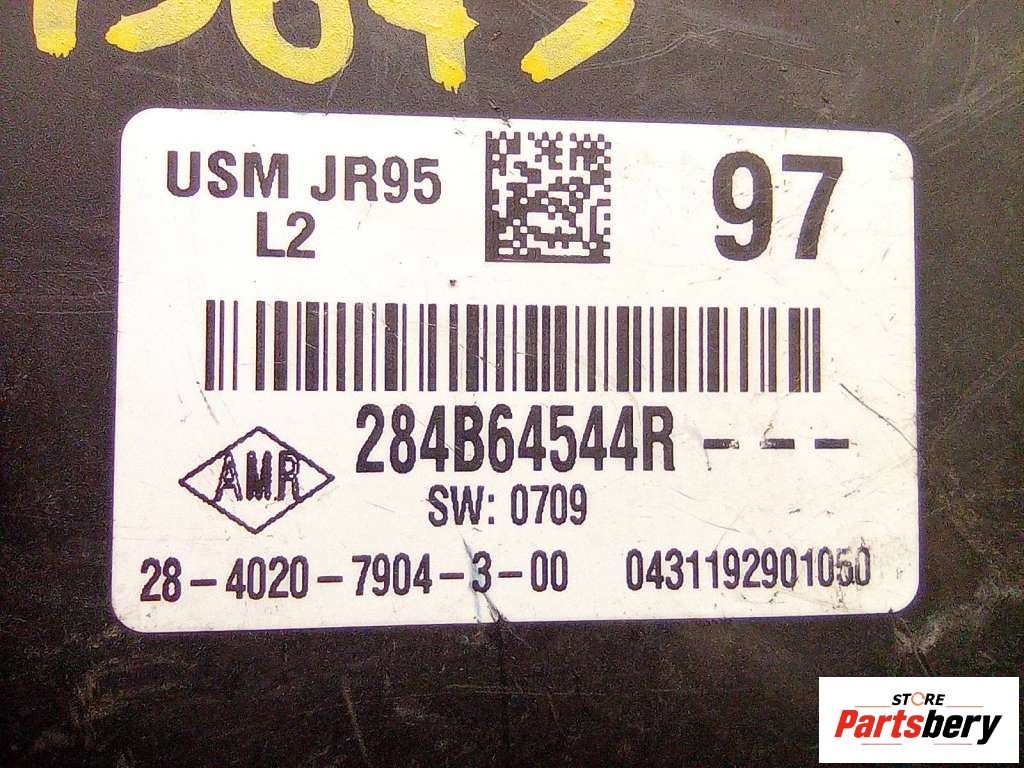 USM JR95
L2
97
284B64544R - - -
AMR
SW: 0709
28-4020-7904-3-00 0431192901050
STORE
Partsbery